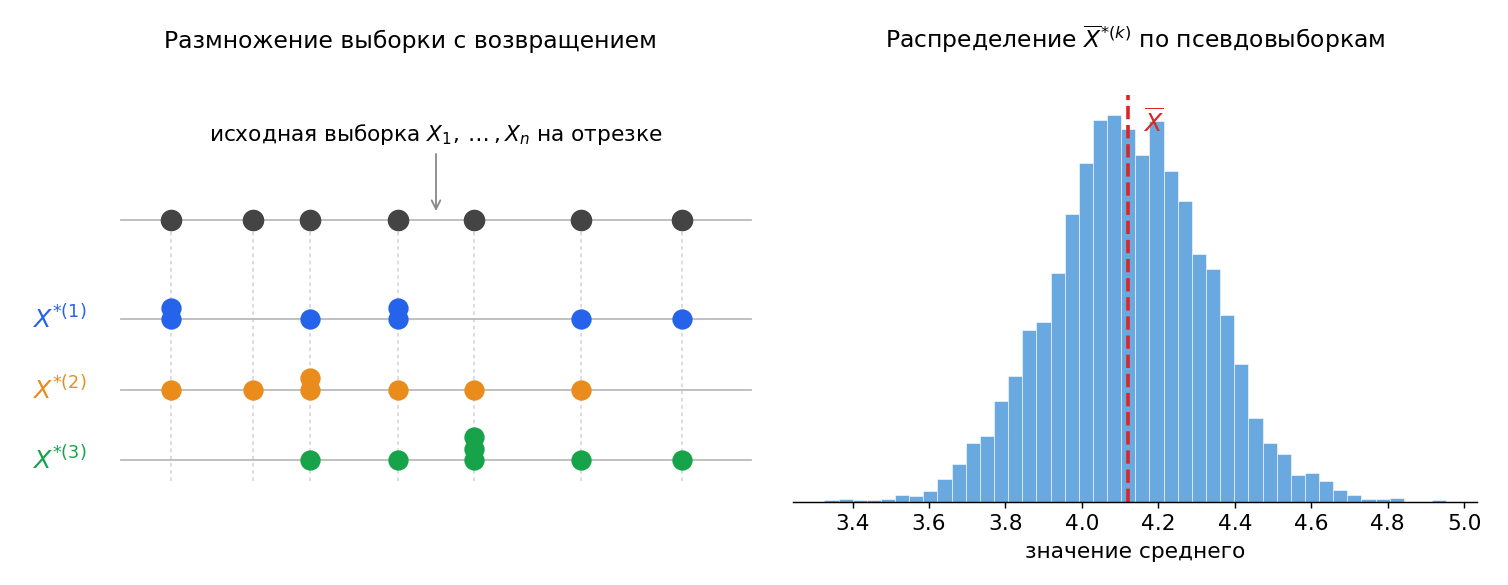 Размножение выборки с возвращением
исходная выборка X₁, …, Xₙ на отрезке
X*⁽¹⁾
X*⁽²⁾
X*⁽³⁾
Распределение X̅*⁽ᵏ⁾ по псевдовыборкам
X̅
3.4 3.6 3.8 4.0 4.2 4.4 4.6 4.8 5.0
значение среднего